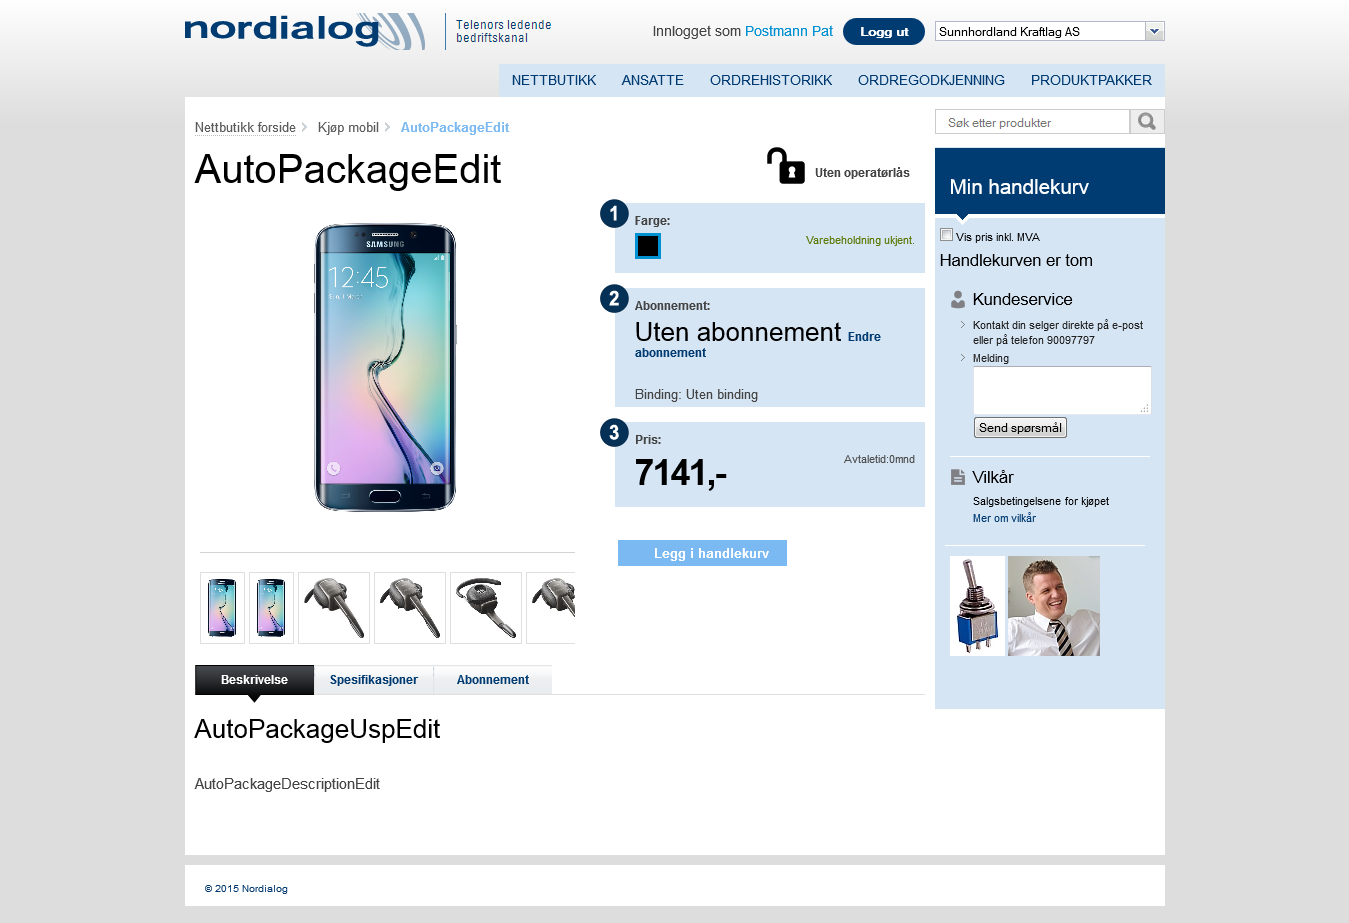 nordialog
Telenors ledende
bedriftskanal
Innlogget som Postmann Pat
Logg ut
Sunnhordland Kraftlag AS
NETTBUTIKK ANSATTE ORDREHISTORIKK ORDREGODKJENNING PRODUKTPAKKER
Nettbutikk forside Kjøp mobil AutoPackageEdit
AutoPackageEdit
Uten operatørlås
SAMSUNG
12:45
1
Farge:
Varebeholdning ukjent.
2
Abonnement:
Uten abonnement Endre
abonnement
Binding: Uten binding
3
Pris:
7141,-
Avtaletid:0mnd
Legg i handlekurv
Beskrivelse Spesifikasjoner Abonnement
AutoPackageUspEdit
AutoPackageDescriptionEdit
Søk etter produkter
Min handlekurv
Vis pris inkl. MVA
Handlekurven er tom
Kundeservice
Kontakt din selger direkte på e-post
eller på telefon 90097797
Melding
Send spørsmål
Vilkår
Salgsbetingelsene for kjøpet
Mer om vilkår
© 2015 Nordialog